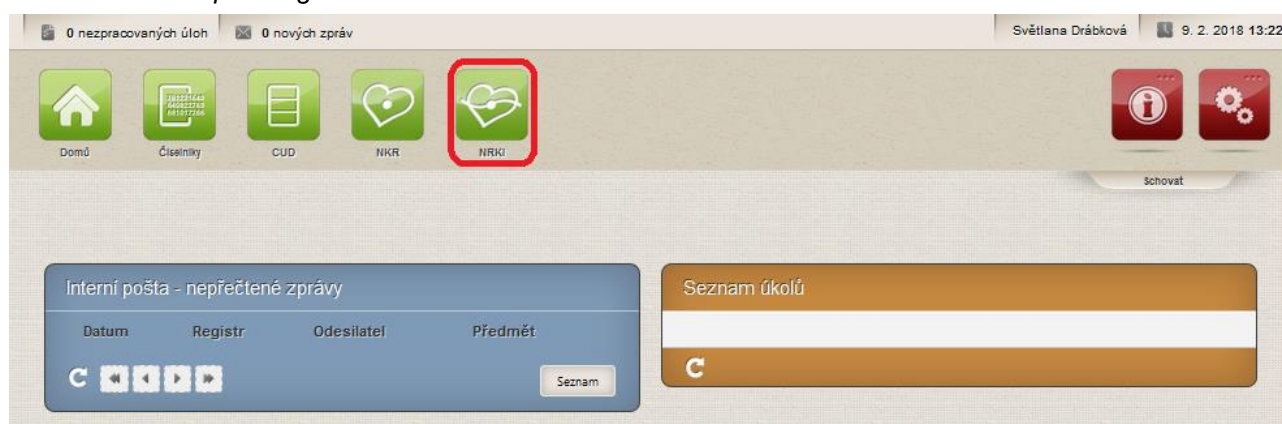 0 nezpracovaných úloh 0 nových zpráv Světlana Drábková 9. 2. 2018 13:22
Domů Číselníky CUD NKR NRKI
schovat
Interní pošta - nepřečtené zprávy
Seznam úkolů
Datum Registr Odesilatel Předmět
Seznam